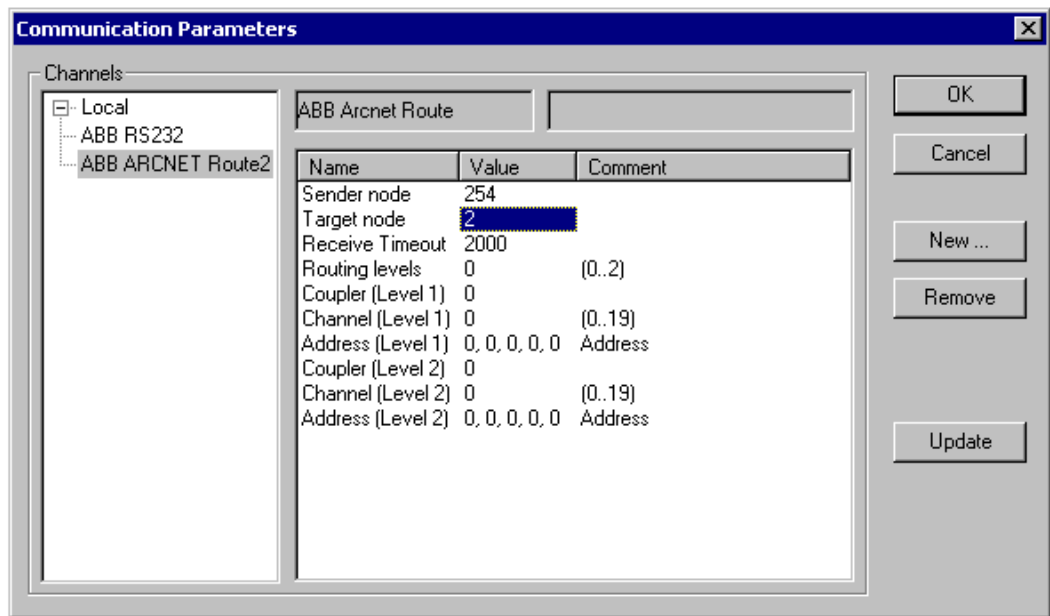 Communication Parameters
Channels
Local
ABB RS232
ABB ARCNET Route2
ABB Arcnet Route
Name Value Comment
Sender node 254
Target node 2
Receive Timeout 2000
Routing levels 0 (0..2)
Coupler (Level 1) 0
Channel (Level 1) 0 (0..19)
Address (Level 1) 0, 0, 0, 0, 0 Address
Coupler (Level 2) 0
Channel (Level 2) 0 (0..19)
Address (Level 2) 0, 0, 0, 0, 0 Address
OK
Cancel
New ...
Remove
Update